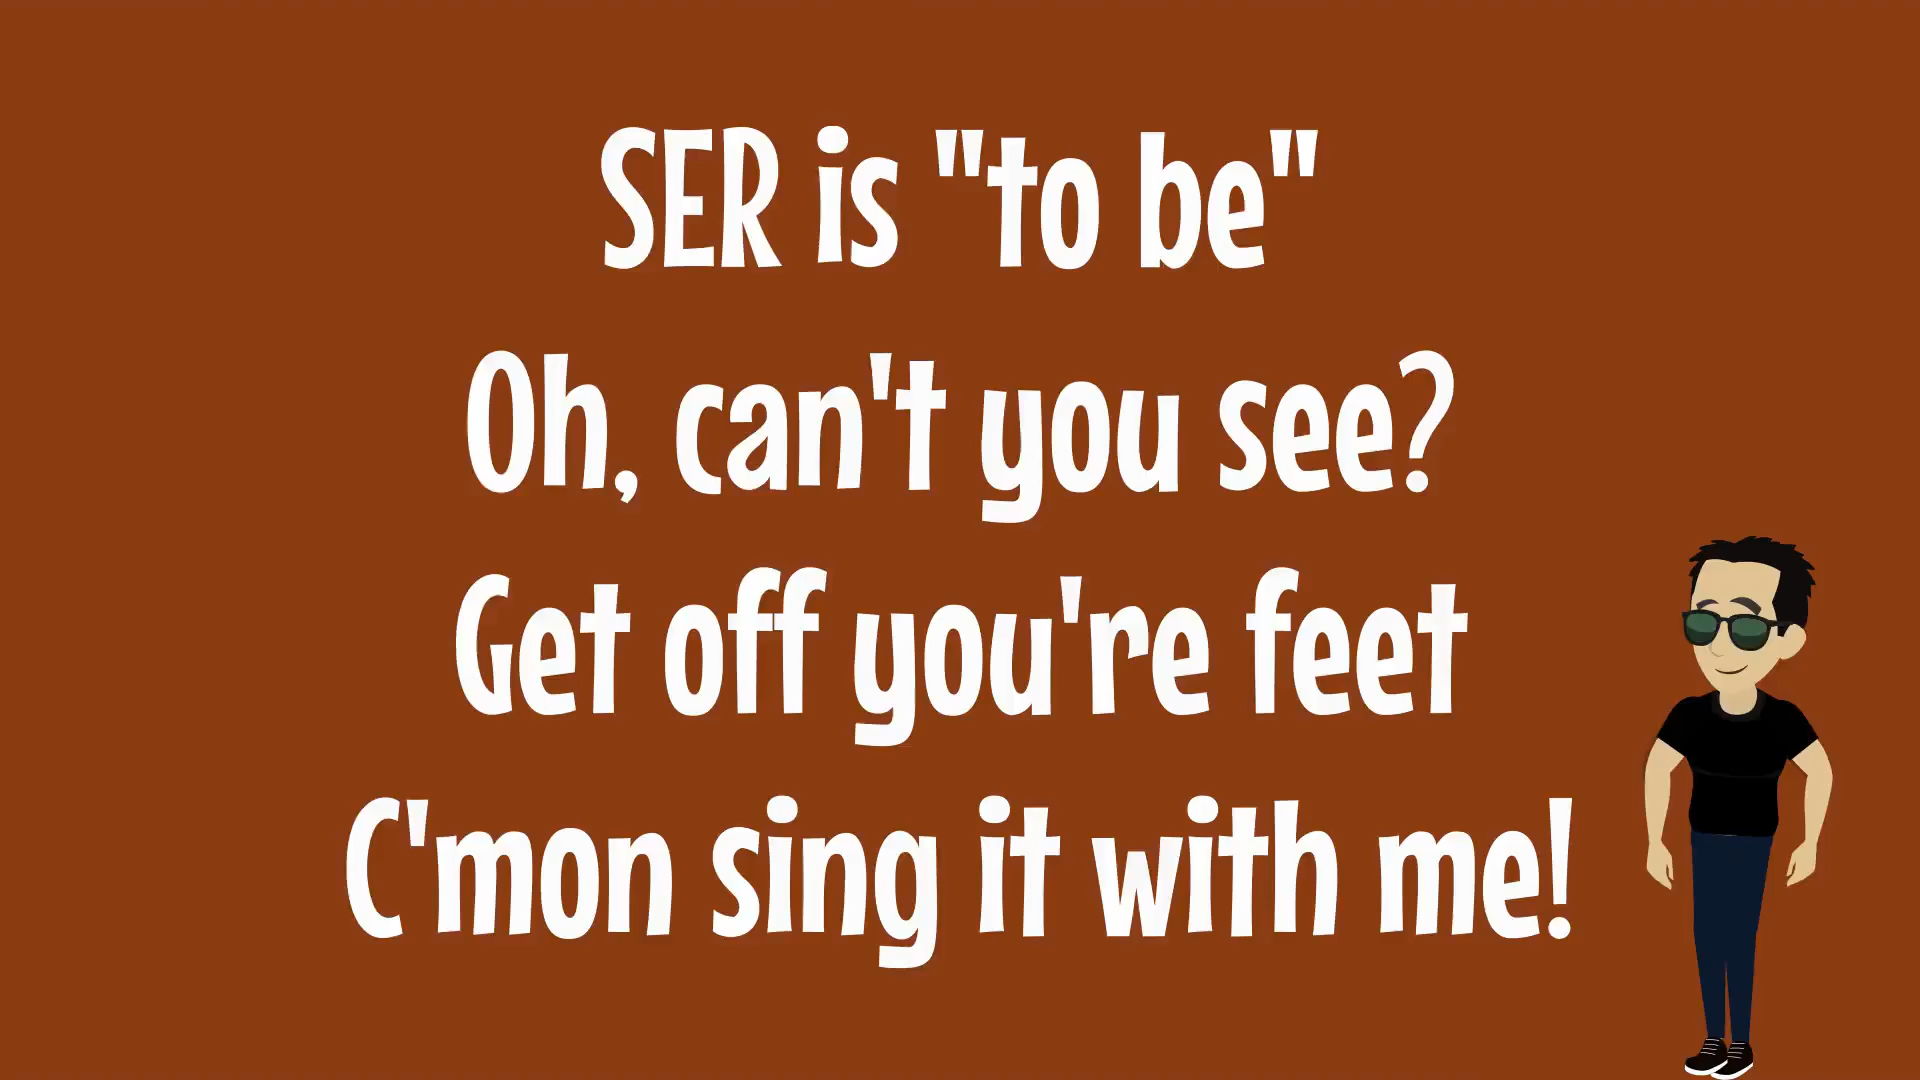 SER is "to be"
Oh, can't you see?
Get off you're feet
C'mon sing it with me!